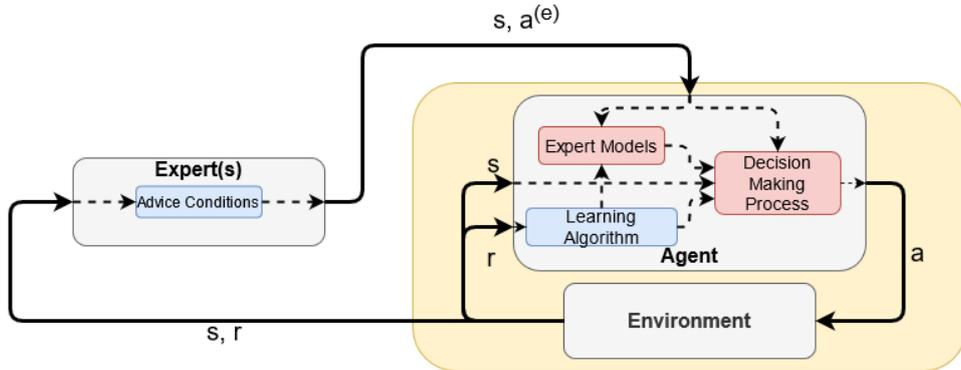 s, a(e)
Expert(s)
Advice Conditions
Expert Models
Decision
Making
Process
s
Learning
Algorithm
r
Agent
a
Environment
s, r